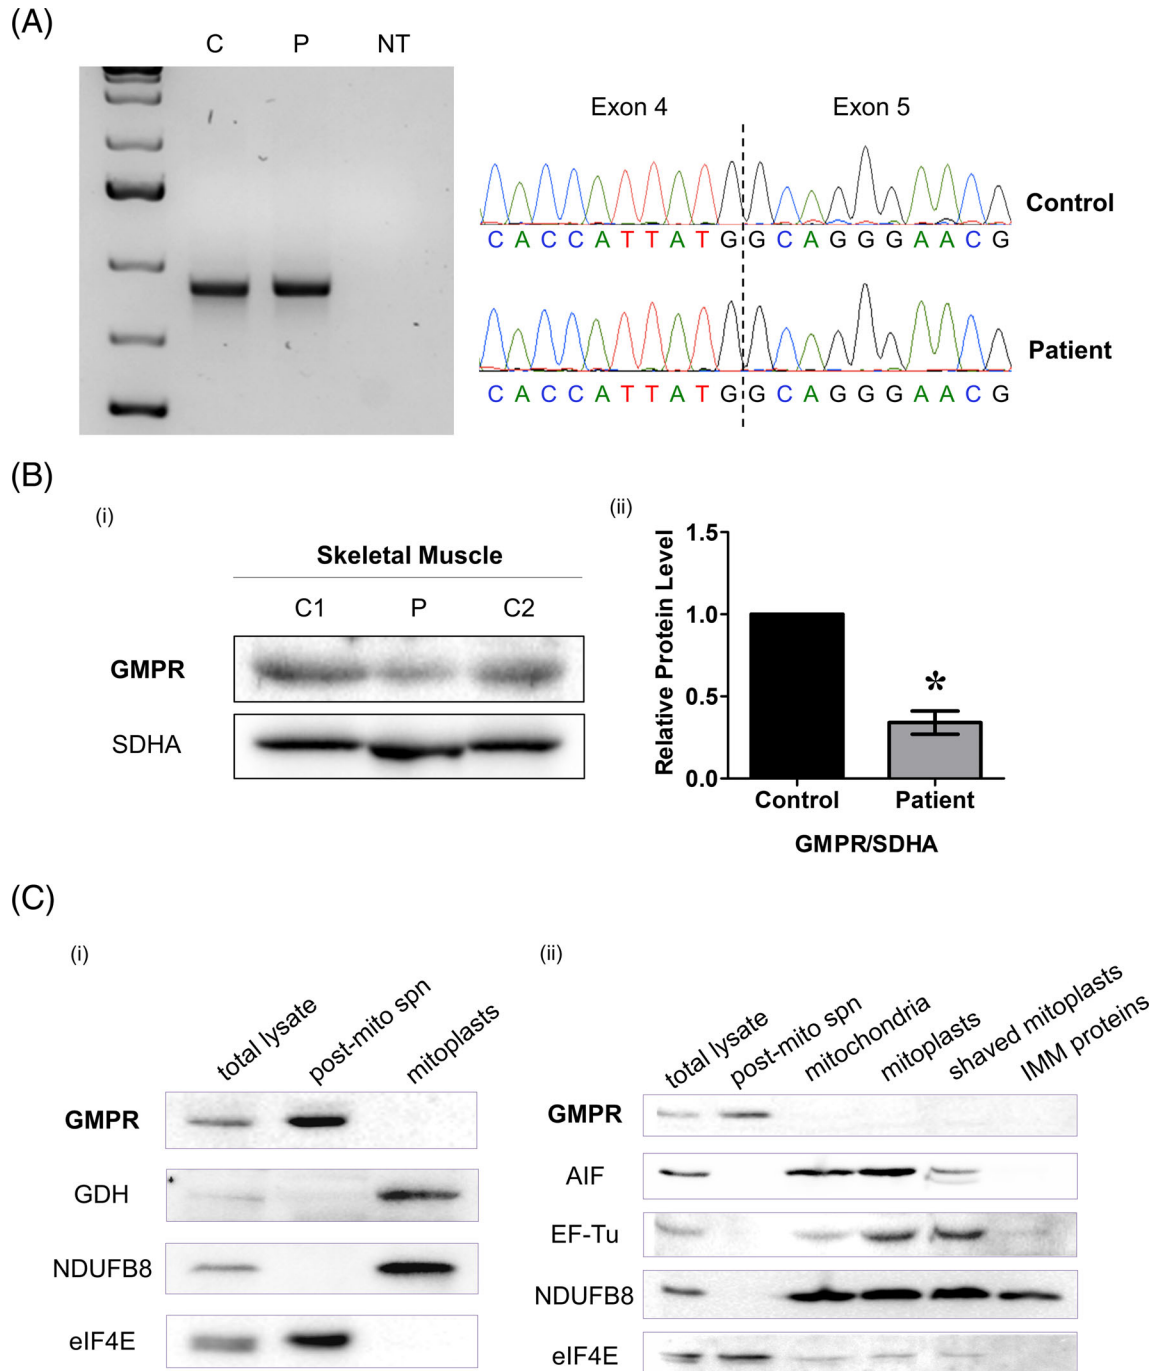 (A)
C P NT
Exon 4 Exon 5
C A C C A T T A T G G C A G G G A A C G
Control
C A C C A T T A T G G C A G G G A A C G
Patient
(B)
(i)
Skeletal Muscle
C1 P C2
GMPR
SDHA
(ii)
Relative Protein Level
1.5
1.0
0.5
0.0
*
Control Patient
GMPR/SDHA
(C)
(i)
total lysate
post-mito spn
mitoplasts
GMPR
GDH
NDUFB8
eIF4E
(ii)
total lysate
post-mito spn
mitochondria
mitoplasts
shaved mitoplasts
IMM proteins
GMPR
AIF
EF-Tu
NDUFB8
eIF4E